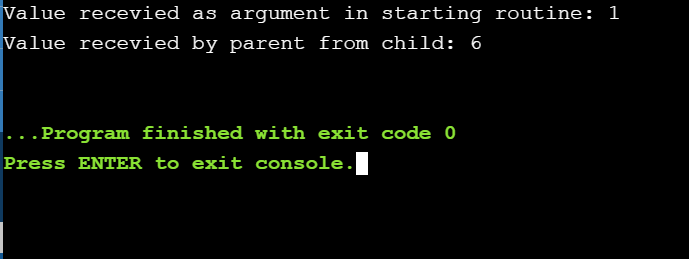 Value recevied as argument in starting routine: 1
Value recevied by parent from child: 6
...Program finished with exit code 0
Press ENTER to exit console.